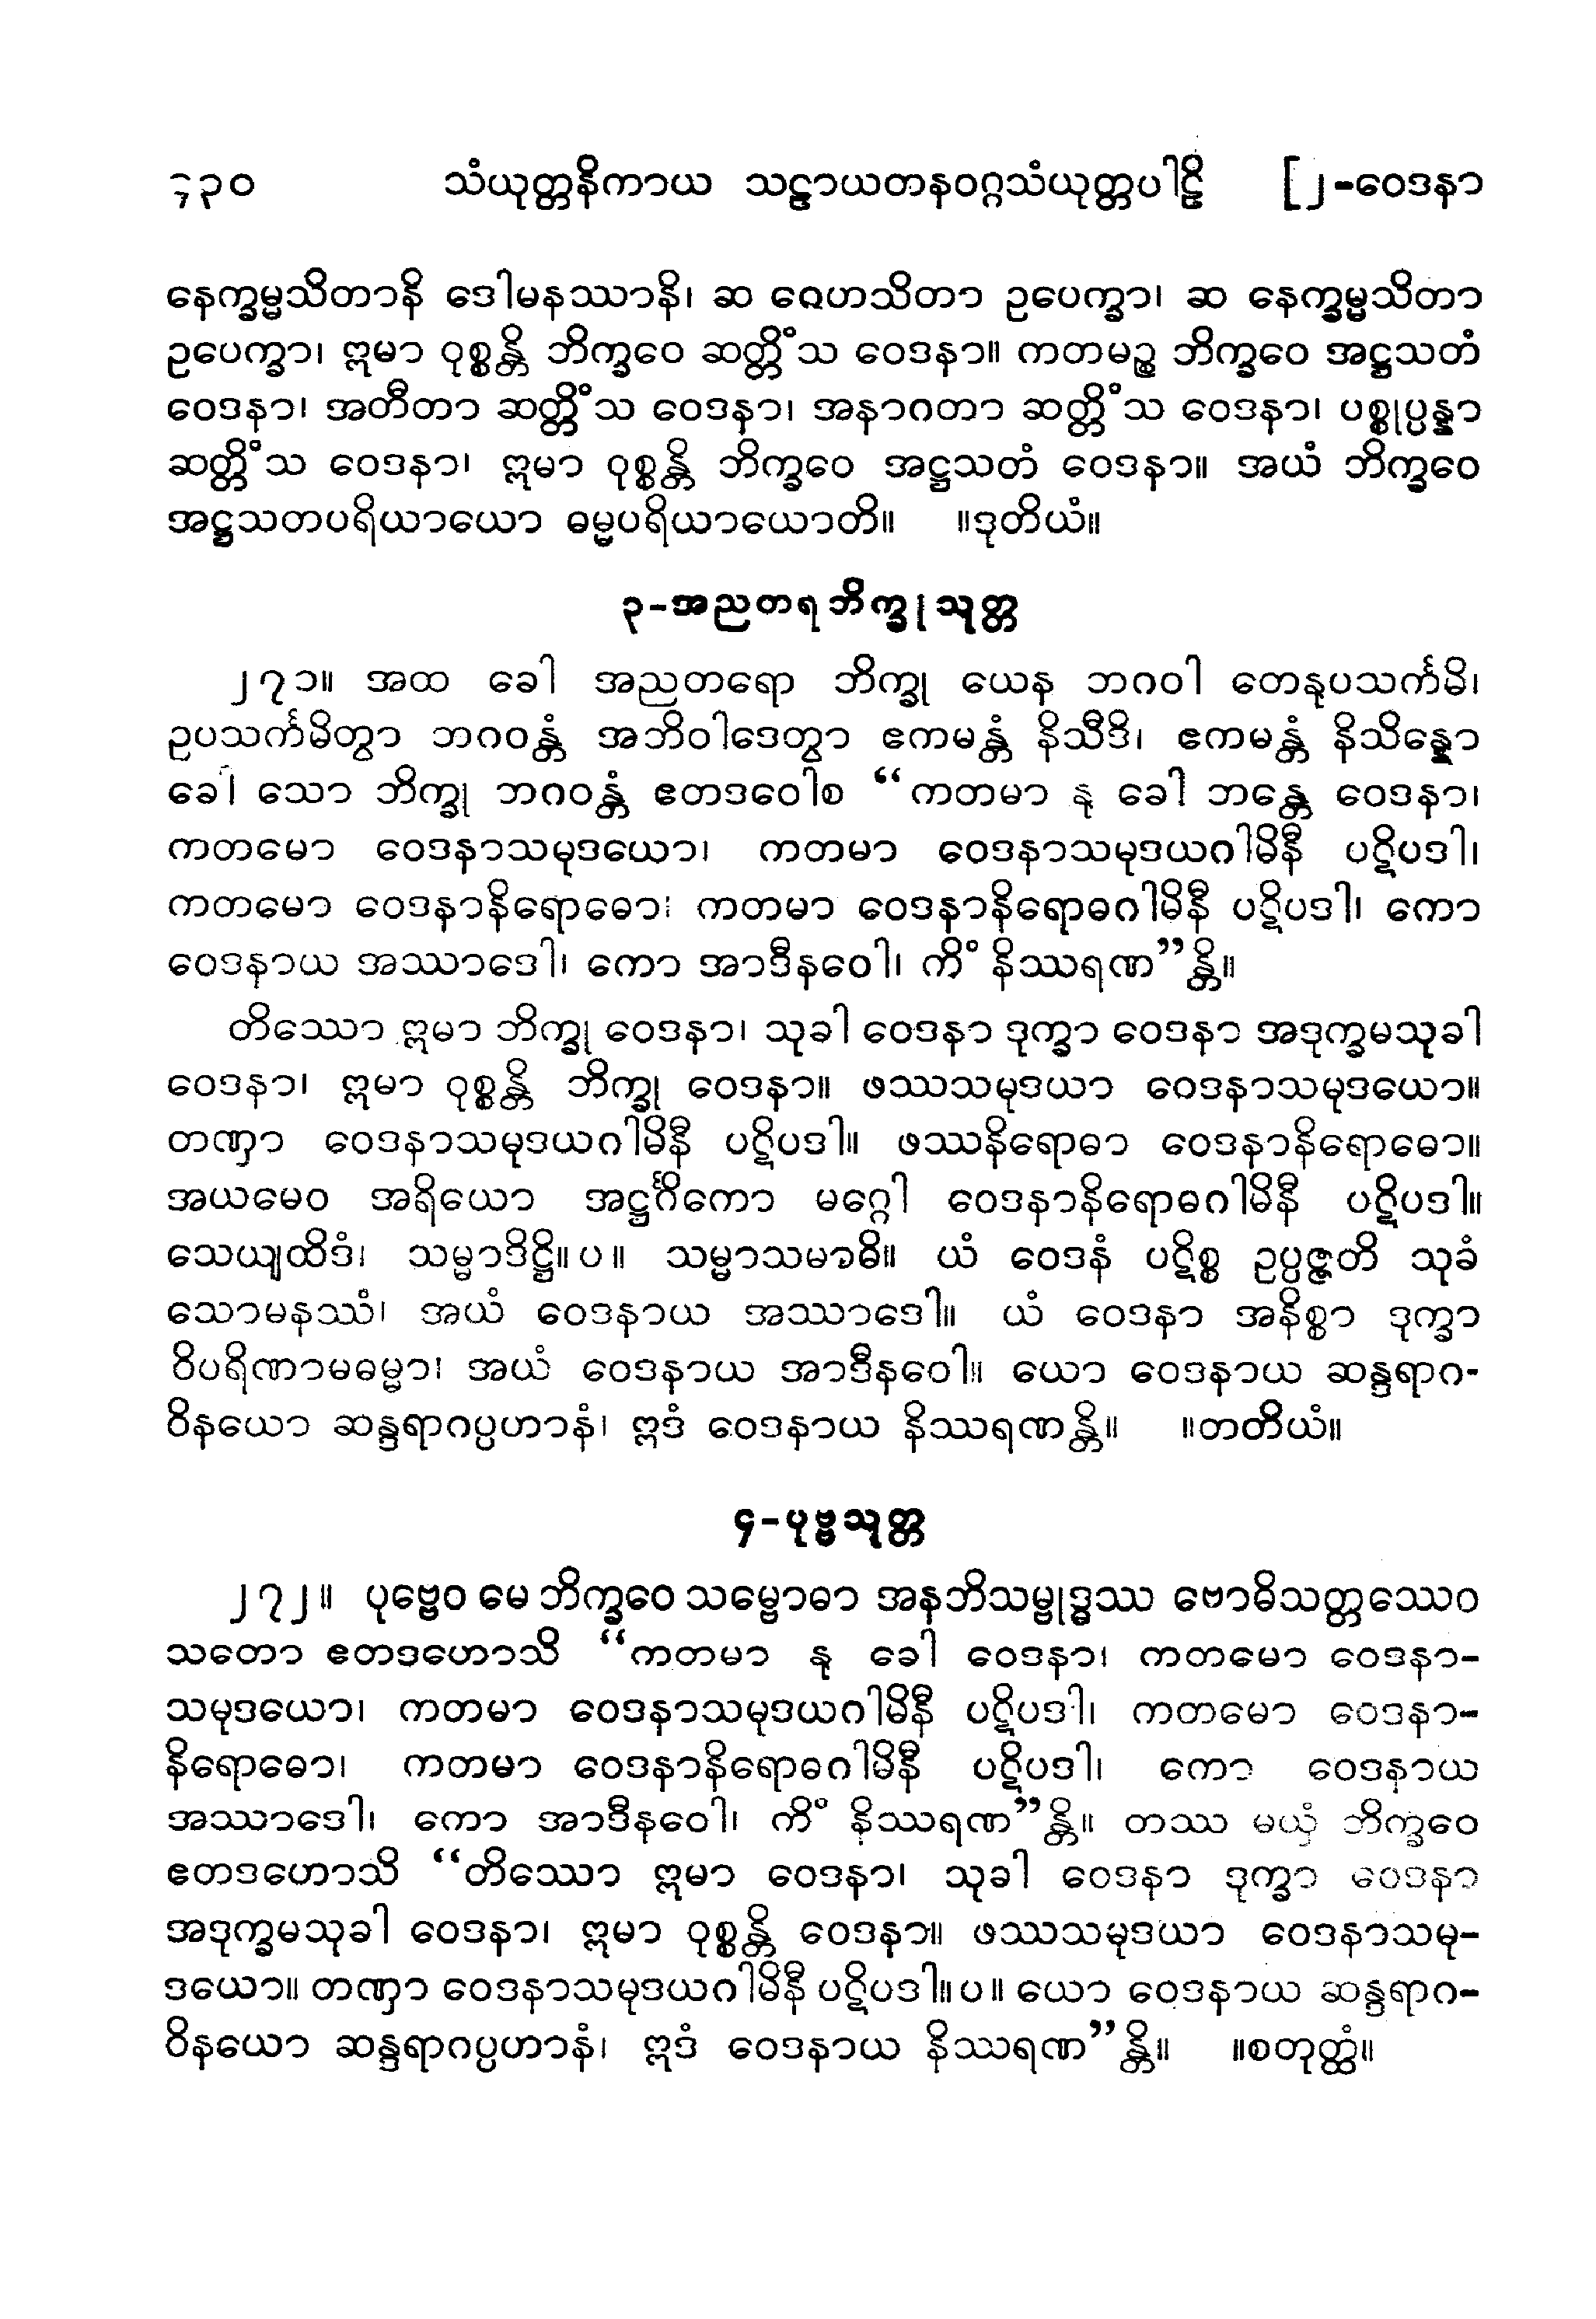 ၄၃၀ သံယုတ္တနိကာယ သဠာယတနဝဂ္ဂသံယုတ္တပါဠိ [၂-ဝေဒနာ
နေက္ခမ္မသိတာနိ ဒေါမနဿာနိ၊ ဆ ဂေဟသိတာ ဥပေက္ခာ၊ ဆ နေက္ခမ္မသိတာ
ဥပေက္ခာ၊ ဣမာ ဝုစ္စန္တိ ဘိက္ခဝေ ဆတ္တိံသ ဝေဒနာ။ ကတမဉ္စ ဘိက္ခဝေ အဋ္ဌသတံ
ဝေဒနာ၊ အတီတာ ဆတ္တိံသ ဝေဒနာ၊ အနာဂတာ ဆတ္တိံသ ဝေဒနာ၊ ပစ္စုပ္ပန္နာ
ဆတ္တိံသ ဝေဒနာ၊ ဣမာ ဝုစ္စန္တိ ဘိက္ခဝေ အဋ္ဌသတံ ဝေဒနာ။ အယံ ဘိက္ခဝေ
အဋ္ဌသတပရိယာယော ဓမ္မပရိယာယောတိ။ ။ဒုတိယံ။
၃-အညတရဘိက္ခုသုတ္တ
၂၇၁။ အထ ခေါ အညတရော ဘိက္ခု ယေန ဘဂဝါ တေနုပသင်္ကမိ၊
ဥပသင်္ကမိတွာ ဘဂဝန္တံ အဘိဝါဒေတွာ ဧကမန္တံ နိသီဒိ၊ ဧကမန္တံ နိသိန္နော
ခေါ သော ဘိက္ခု ဘဂဝန္တံ ဧတဒဝေါစ “ကတမာ နု ခေါ ဘန္တေ ဝေဒနာ၊
ကတမော ဝေဒနာသမုဒယော၊ ကတမာ ဝေဒနာသမုဒယဂါမိနီ ပဋိပဒါ၊
ကတမော ဝေဒနာနိရောဓော၊ ကတမာ ဝေဒနာနိရောဓဂါမိနီ ပဋိပဒါ၊ ကော
ဝေဒနာယ အဿာဒေါ၊ ကော အာဒီနဝေါ၊ ကိံ နိဿရဏ”န္တိ။
တိဿော ဣမာ ဘိက္ခု ဝေဒနာ၊ သုခါ ဝေဒနာ ဒုက္ခာ ဝေဒနာ အဒုက္ခမသုခါ
ဝေဒနာ၊ ဣမာ ဝုစ္စန္တိ ဘိက္ခု ဝေဒနာ။ ဖဿသမုဒယာ ဝေဒနာသမုဒယော။
တဏှာ ဝေဒနာသမုဒယဂါမိနီ ပဋိပဒါ။ ဖဿနိရောဓာ ဝေဒနာနိရောဓော။
အယမေဝ အရိယော အဋ္ဌင်္ဂိကော မဂ္ဂေါ ဝေဒနာနိရောဓဂါမိနီ ပဋိပဒါ။
သေယျထိဒံ၊ သမ္မာဒိဋ္ဌိ။ပ။ သမ္မာသမာဓိ။ ယံ ဝေဒနံ ပဋိစ္စ ဥပ္ပဇ္ဇတိ သုခံ
သောမနဿံ၊ အယံ ဝေဒနာယ အဿာဒေါ။ ယံ ဝေဒနာ အနိစ္စာ ဒုက္ခာ
ဝိပရိဏာမဓမ္မာ၊ အယံ ဝေဒနာယ အာဒီနဝေါ။ ယော ဝေဒနာယ ဆန္ဒရာဂ-
ဝိနယော ဆန္ဒရာဂပ္ပဟာနံ၊ ဣဒံ ဝေဒနာယ နိဿရဏန္တိ။ ။တတိယံ။
၄-ပုဗ္ဗသုတ္တ
၂၇၂။ ပုဗ္ဗေဝ မေ ဘိက္ခဝေ သမ္ဗောဓာ အနဘိသမ္ဗုဒ္ဓဿ ဗောဓိသတ္တဿေဝ
သတော ဧတဒဟောသိ “ကတမာ နု ခေါ ဝေဒနာ၊ ကတမော ဝေဒနာ-
သမုဒယော၊ ကတမာ ဝေဒနာသမုဒယဂါမိနီ ပဋိပဒါ၊ ကတမော ဝေဒနာ-
နိရောဓော၊ ကတမာ ဝေဒနာနိရောဓဂါမိနီ ပဋိပဒါ၊ ကော ဝေဒနာယ
အဿာဒေါ၊ ကော အာဒီနဝေါ၊ ကိံ နိဿရဏ”န္တိ။ တဿ မယှံ ဘိက္ခဝေ
ဧတဒဟောသိ “တိဿော ဣမာ ဝေဒနာ၊ သုခါ ဝေဒနာ ဒုက္ခာ ဝေဒနာ
အဒုက္ခမသုခါ ဝေဒနာ၊ ဣမာ ဝုစ္စန္တိ ဝေဒနာ။ ဖဿသမုဒယာ ဝေဒနာသမု-
ဒယော။ တဏှာ ဝေဒနာသမုဒယဂါမိနီ ပဋိပဒါ။ပ။ ယော ဝေဒနာယ ဆန္ဒရာဂ-
ဝိနယော ဆန္ဒရာဂပ္ပဟာနံ၊ ဣဒံ ဝေဒနာယ နိဿရဏ”န္တိ။ ။စတုတ္ထံ။